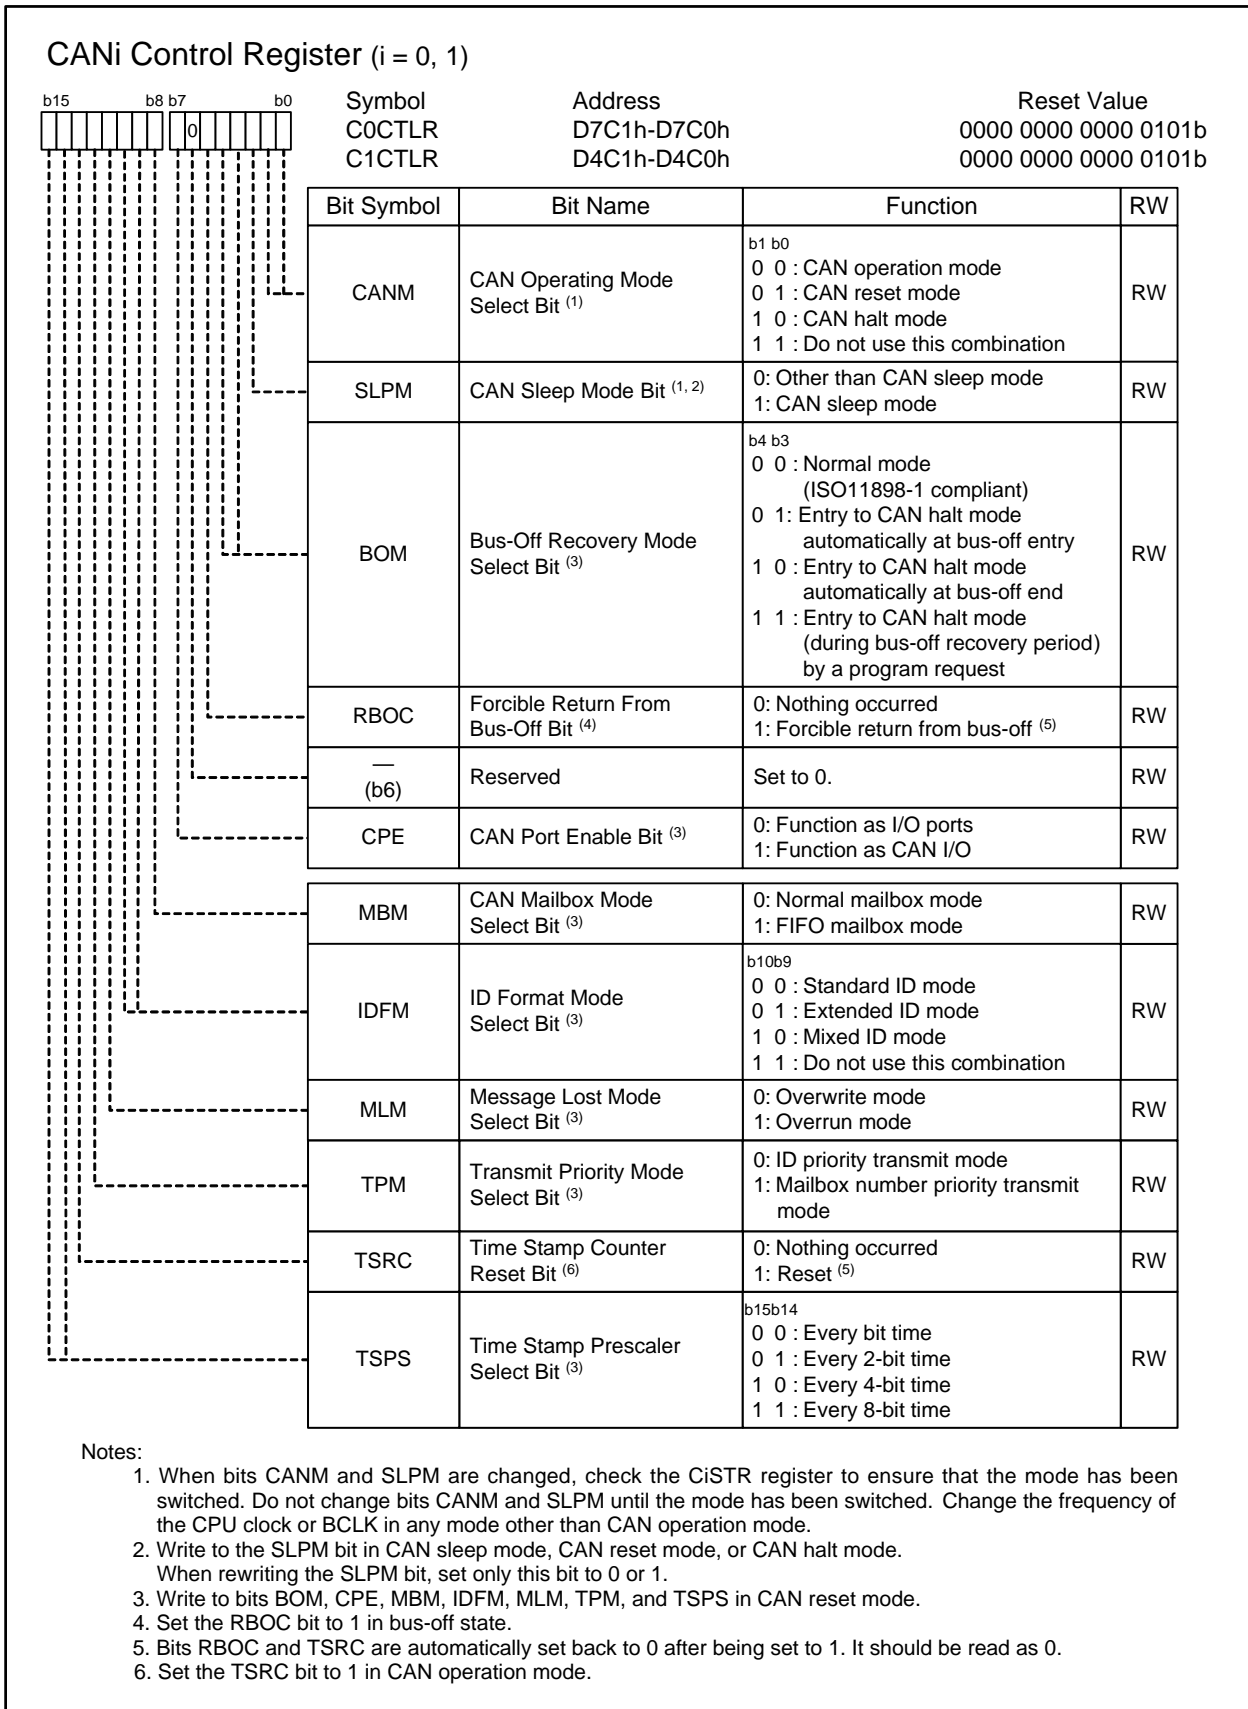 CANi Control Register (i = 0, 1)
b15 b8 b7 b0
0
Symbol Address Reset Value
C0CTLR D7C1h-D7C0h 0000 0000 0000 0101b
C1CTLR D4C1h-D4C0h 0000 0000 0000 0101b
Bit Symbol Bit Name Function RW
CANM
CAN Operating Mode
Select Bit (1)
b1 b0
0 0 : CAN operation mode
0 1 : CAN reset mode
1 0 : CAN halt mode
1 1 : Do not use this combination
RW
SLPM
CAN Sleep Mode Bit (1, 2)
0: Other than CAN sleep mode
1: CAN sleep mode
RW
BOM
Bus-Off Recovery Mode
Select Bit (3)
b4 b3
0 0 : Normal mode
(ISO11898-1 compliant)
0 1: Entry to CAN halt mode
automatically at bus-off entry
1 0 : Entry to CAN halt mode
automatically at bus-off end
1 1 : Entry to CAN halt mode
(during bus-off recovery period)
by a program request
RW
RBOC
Forcible Return From
Bus-Off Bit (4)
0: Nothing occurred
1: Forcible return from bus-off (5)
RW
—
(b6)
Reserved
Set to 0.
RW
CPE
CAN Port Enable Bit (3)
0: Function as I/O ports
1: Function as CAN I/O
RW
MBM
CAN Mailbox Mode
Select Bit (3)
0: Normal mailbox mode
1: FIFO mailbox mode
RW
IDFM
ID Format Mode
Select Bit (3)
b10b9
0 0 : Standard ID mode
0 1 : Extended ID mode
1 0 : Mixed ID mode
1 1 : Do not use this combination
RW
MLM
Message Lost Mode
Select Bit (3)
0: Overwrite mode
1: Overrun mode
RW
TPM
Transmit Priority Mode
Select Bit (3)
0: ID priority transmit mode
1: Mailbox number priority transmit
mode
RW
TSRC
Time Stamp Counter
Reset Bit (6)
0: Nothing occurred
1: Reset (5)
RW
TSPS
Time Stamp Prescaler
Select Bit (3)
b15b14
0 0 : Every bit time
0 1 : Every 2-bit time
1 0 : Every 4-bit time
1 1 : Every 8-bit time
RW
Notes:
1. When bits CANM and SLPM are changed, check the CiSTR register to ensure that the mode has been
switched. Do not change bits CANM and SLPM until the mode has been switched. Change the frequency of
the CPU clock or BCLK in any mode other than CAN operation mode.
2. Write to the SLPM bit in CAN sleep mode, CAN reset mode, or CAN halt mode.
When rewriting the SLPM bit, set only this bit to 0 or 1.
3. Write to bits BOM, CPE, MBM, IDFM, MLM, TPM, and TSPS in CAN reset mode.
4. Set the RBOC bit to 1 in bus-off state.
5. Bits RBOC and TSRC are automatically set back to 0 after being set to 1. It should be read as 0.
6. Set the TSRC bit to 1 in CAN operation mode.